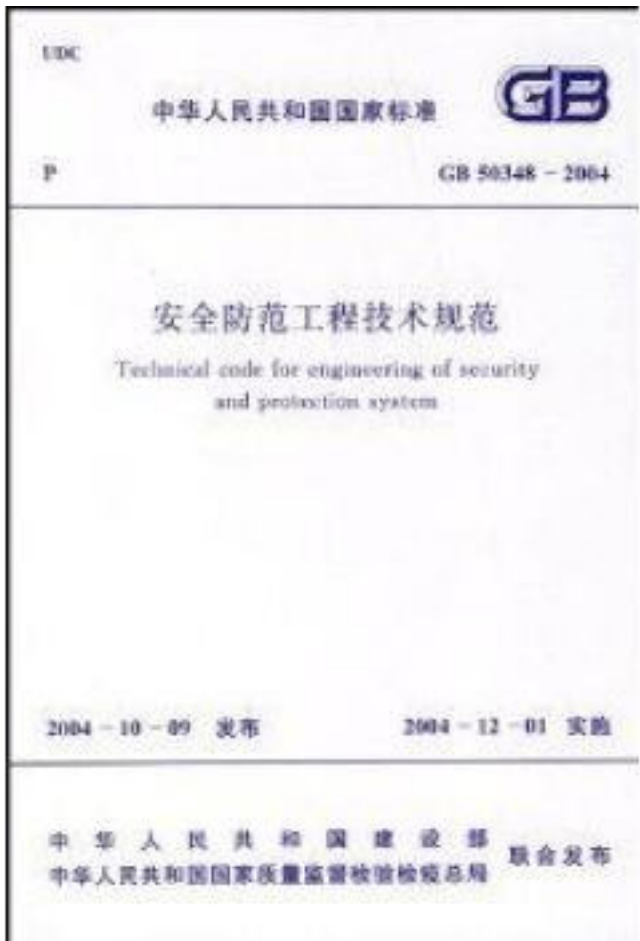 UDC
中华人民共和国国家标准
GB
P
GB 50348 - 2004
安全防范工程技术规范
Technical code for engineering of security
and protection system
2004 - 10 - 09 发布
2004 - 12 - 01 实施
中华人民共和国建设部
中华人民共和国国家质量监督检验检疫总局
联合发布